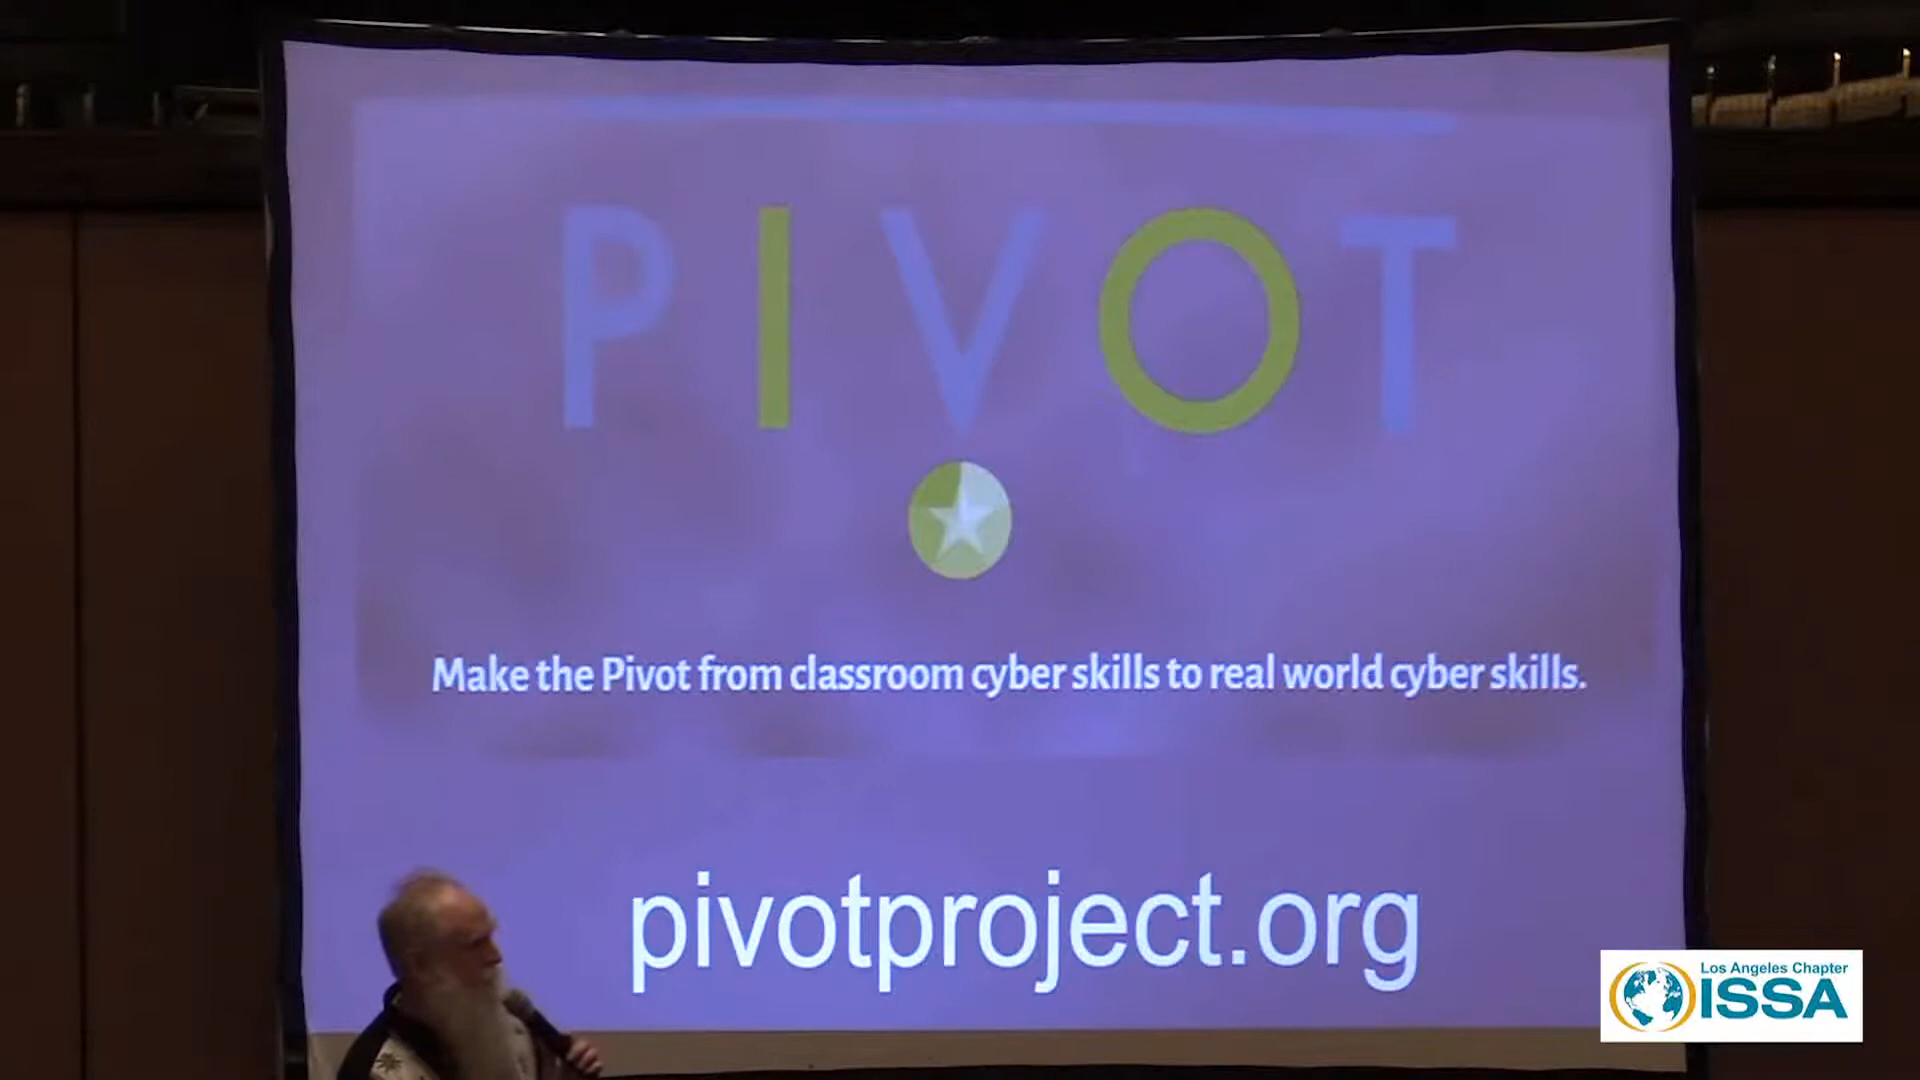 PIVOT
Make the Pivot from classroom cyber skills to real world cyber skills.
pivotproject.org
Los Angeles Chapter
ISSA